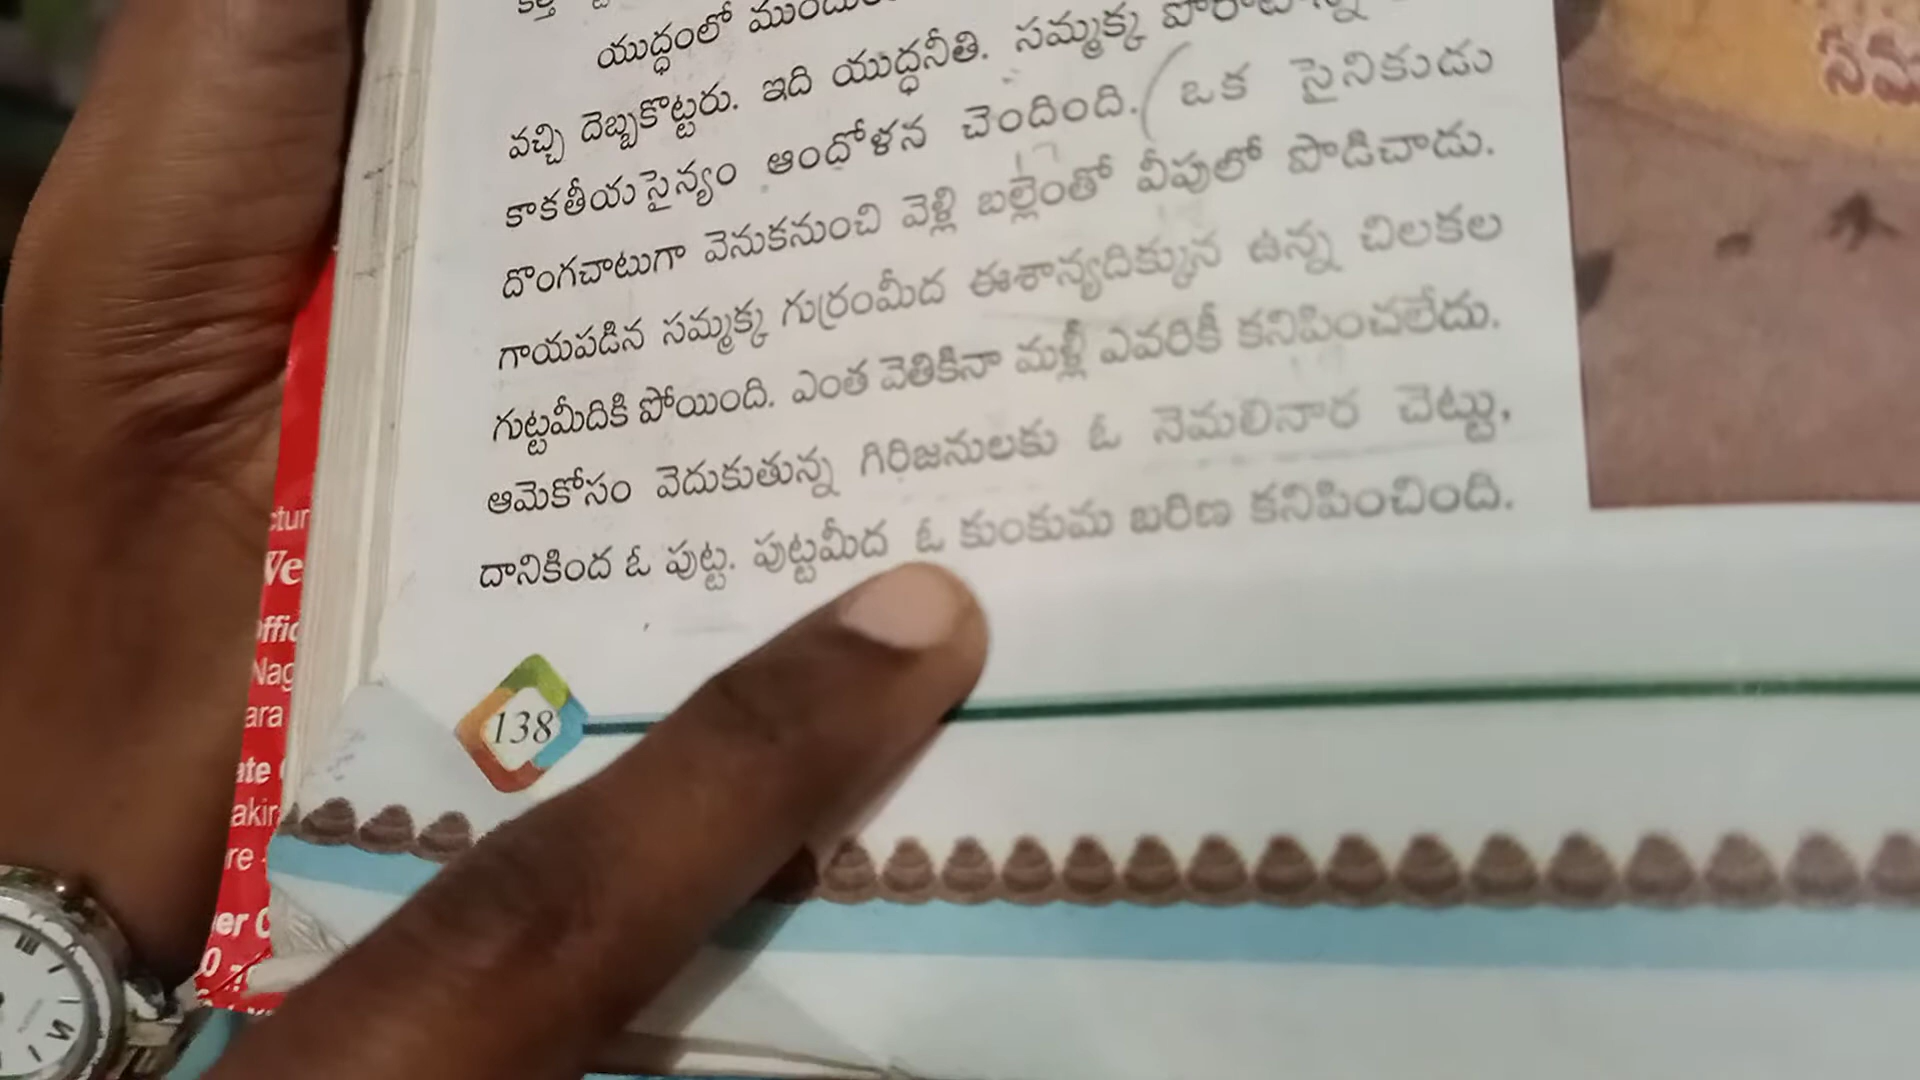 యుద్ధంలో
వచ్చి దెబ్బకొట్టరు. ఇది యుద్ధనీతి. సమ్మక్క పోరాటాన్ని
కాకతీయ సైన్యం ఆందోళన చెందింది. ఒక సైనికుడు
దొంగచాటుగా వెనుకనుంచి వెళ్లి బల్లెంతో వీపులో పొడిచాడు.
గాయపడిన సమ్మక్క గుర్రంమీద ఈశాన్యదిక్కున ఉన్న చిలకల
గుట్టమీదికి పోయింది. ఎంత వెతికినా మళ్లీ ఎవరికీ కనిపించలేదు.
ఆమెకోసం వెదుకుతున్న గిరిజనులకు ఓ నెమలినార చెట్టు,
దానికింద ఓ పుట్ట. పుట్టమీద ఓ కుంకుమ బరిణ కనిపించింది.
138